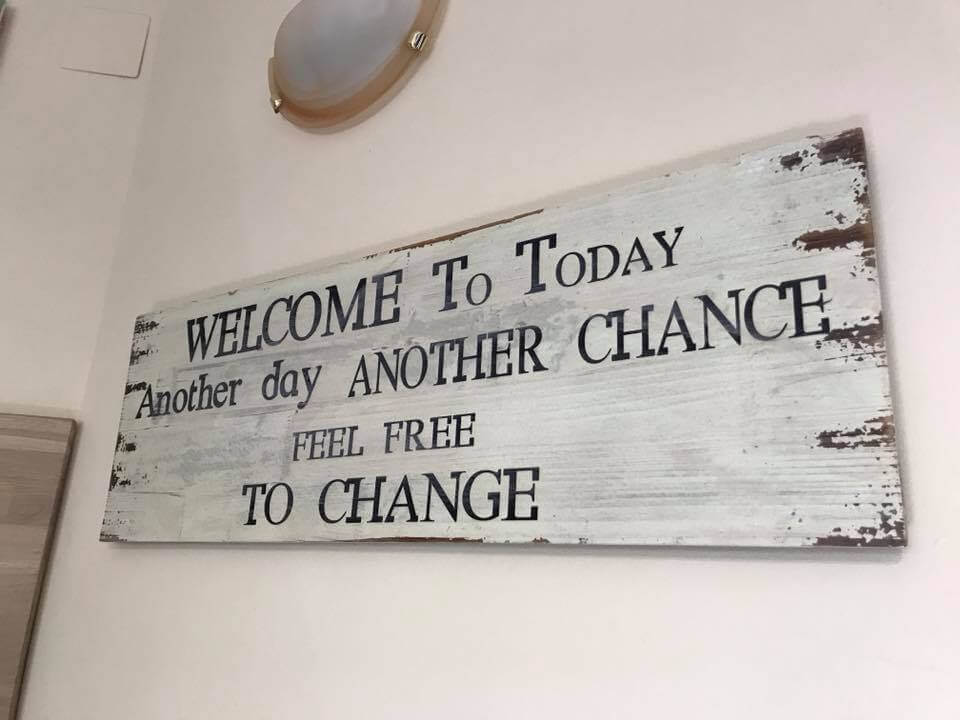 WELCOME To Today
Another day ANOTHER CHANCE
FEEL FREE
TO CHANGE